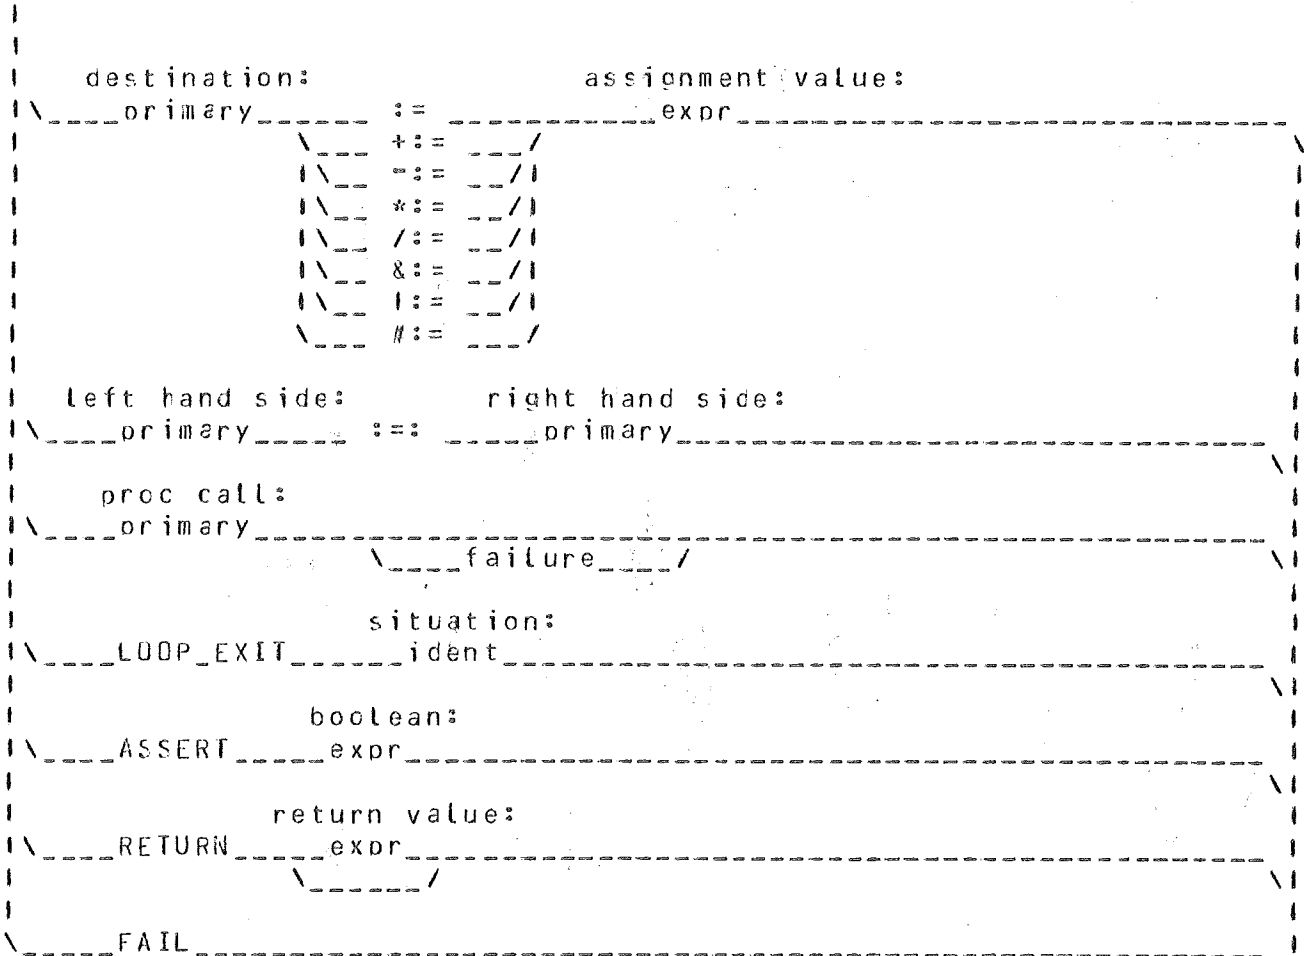 destination: assignment value:
primary := expr
+:=
-:=
*:=
/:=
&:=
|:=
#:=
left hand side: right hand side:
primary :=: primary
proc call:
primary
failure
situation:
LOOP_EXIT ident
boolean:
ASSERT expr
return value:
RETURN expr
FAIL